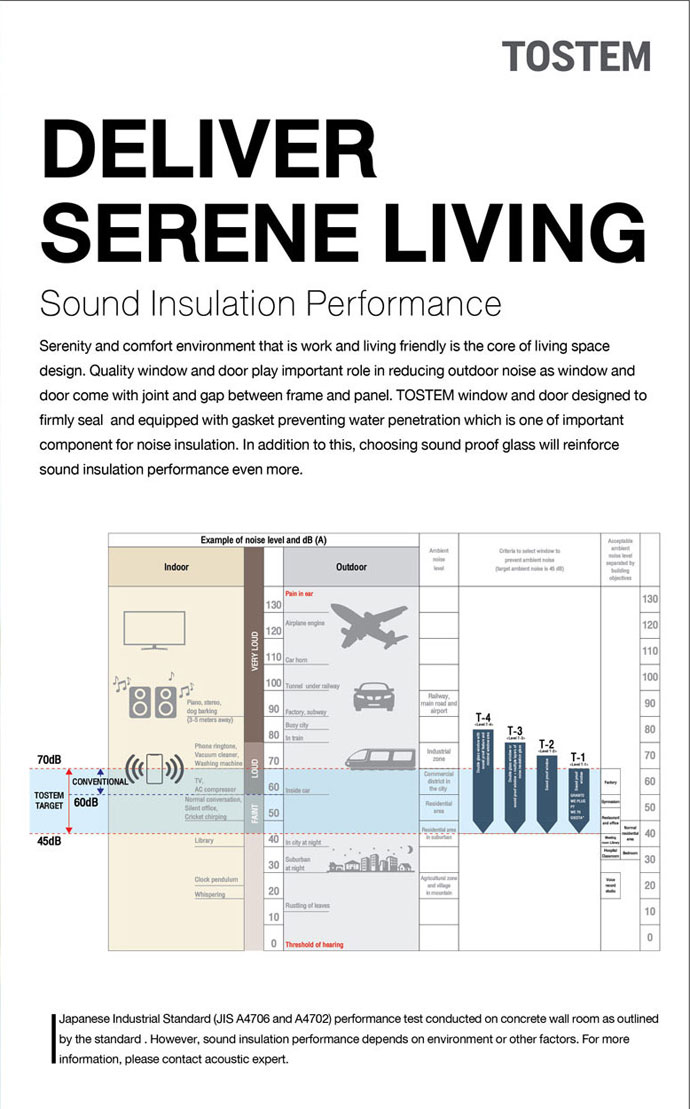 TOSTEM
DELIVER
SERENE LIVING
Sound Insulation Performance
Serenity and comfort environment that is work and living friendly is the core of living space
design. Quality window and door play important role in reducing outdoor noise as window and
door come with joint and gap between frame and panel. TOSTEM window and door designed to
firmly seal and equipped with gasket preventing water penetration which is one of important
component for noise insulation. In addition to this, choosing sound proof glass will reinforce
sound insulation performance even more.
Example of noise level and dB (A)
Indoor
Outdoor
Ambient
noise
level
Criteria to select window to
prevent ambient noise
(target ambient noise is 45 dB)
Acceptable
ambient
noise level
separated by
building
objectives
VERY LOUD
LOUD
FAINT
130
120
110
100
90
80
70
60
50
40
30
20
10
0
Piano, stereo,
dog barking
(3-5 meters away)
Phone ringtone,
Vacuum cleaner,
Washing machine
TV,
AC compressor
Normal conversation,
Silent office,
Cricket chirping
Library
Clock pendulum
Whispering
Pain in ear
Airplane engine
Car horn
Tunnel under railway
Factory, subway
Busy city
In train
Inside car
In city at night
Suburban
at night
Rustling of leaves
Threshold of hearing
Railway,
main road and
airport
Industrial
zone
Commercial
district in
the city
Residential
area
Residential area
in suburban
Agricultural zone
and village
in mountain
T-4
T-3
T-2
T-1
Factory
Gymnasium
Restaurant
and office
Normal
residential
area
Hospital
Classroom
Bedroom
Voice
record
studio
130
120
110
100
90
80
70
60
50
40
30
20
10
0
70dB
CONVENTIONAL
TOSTEM
TARGET
60dB
45dB
Japanese Industrial Standard (JIS A4706 and A4702) performance test conducted on concrete wall room as outlined
by the standard . However, sound insulation performance depends on environment or other factors. For more
information, please contact acoustic expert.